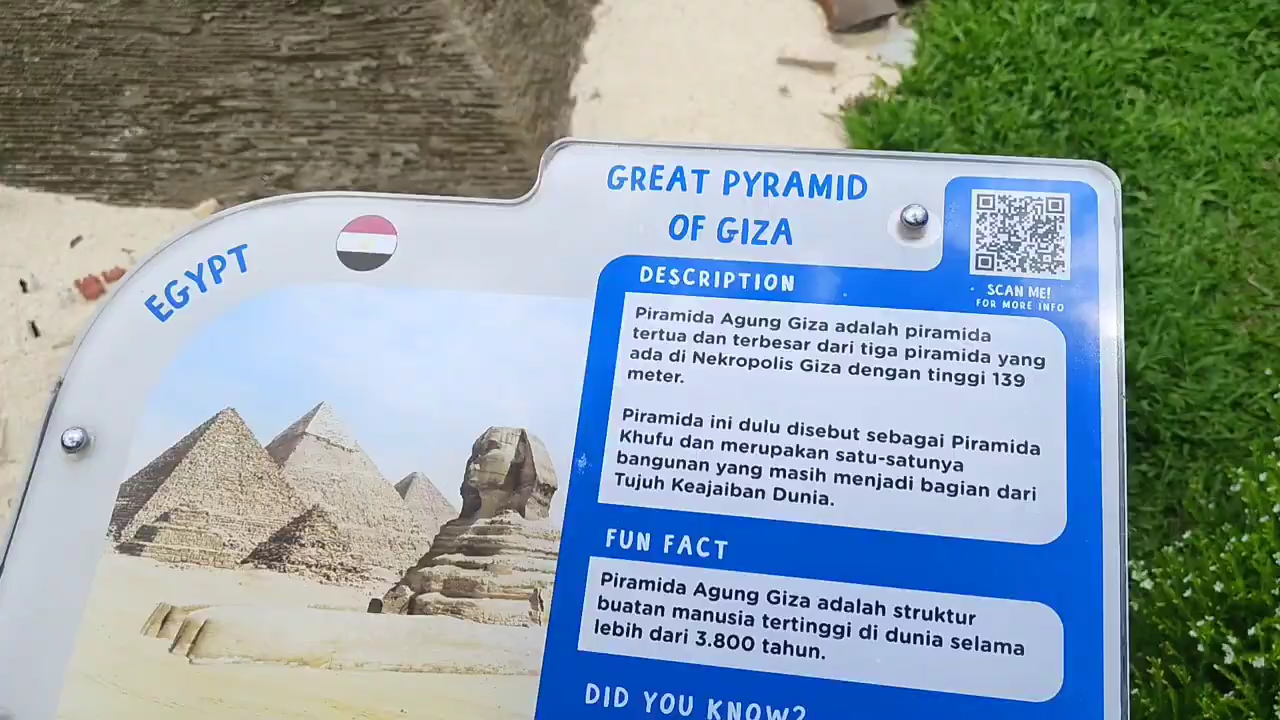 EGYPT
GREAT PYRAMID
OF GIZA
SCAN ME!
FOR MORE INFO
DESCRIPTION
Piramida Agung Giza adalah piramida
tertua dan terbesar dari tiga piramida yang
ada di Nekropolis Giza dengan tinggi 139
meter.
Piramida ini dulu disebut sebagai Piramida
Khufu dan merupakan satu-satunya
bangunan yang masih menjadi bagian dari
Tujuh Keajaiban Dunia.
FUN FACT
Piramida Agung Giza adalah struktur
buatan manusia tertinggi di dunia selama
lebih dari 3.800 tahun.
DID YOU KNOW?